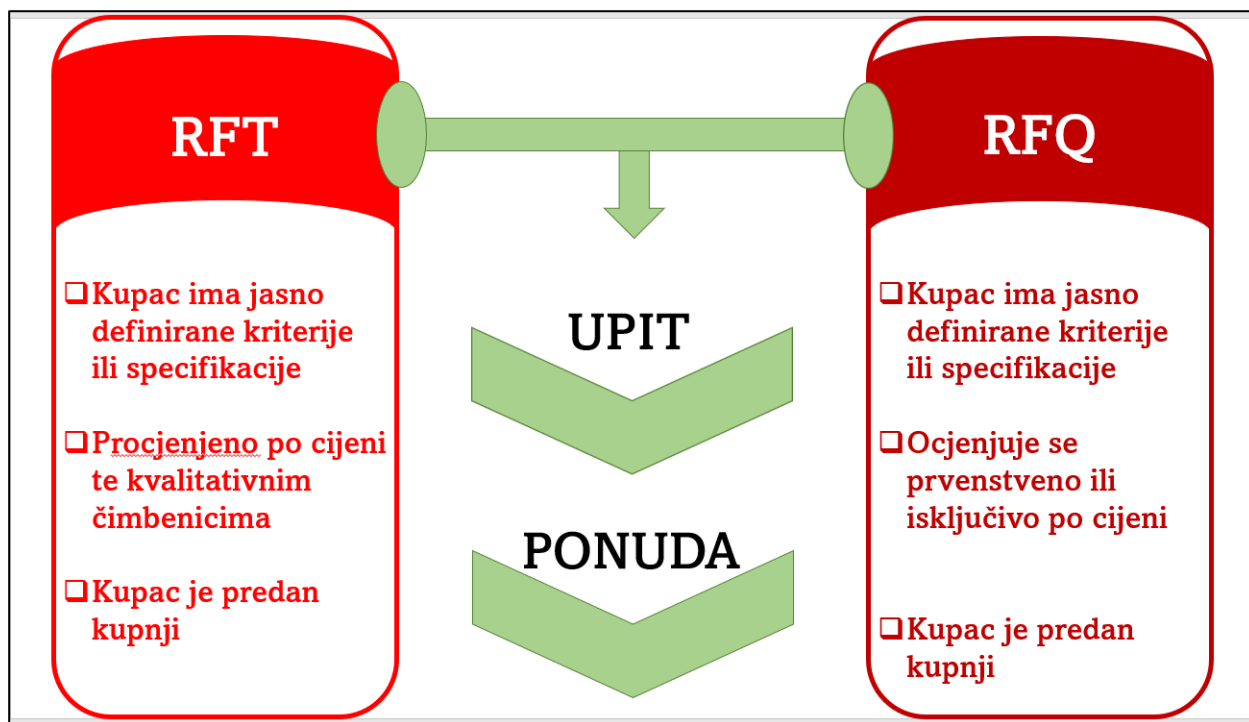 RFT
Kupac ima jasno
definirane kriterije
ili specifikacije
Procjenjeno po cijeni
te kvalitativnim
čimbenicima
Kupac je predan
kupnji
UPIT
PONUDA
RFQ
Kupac ima jasno
definirane kriterije
ili specifikacije
Ocjenjuje se
prvenstveno ili
isključivo po cijeni
Kupac je predan
kupnji